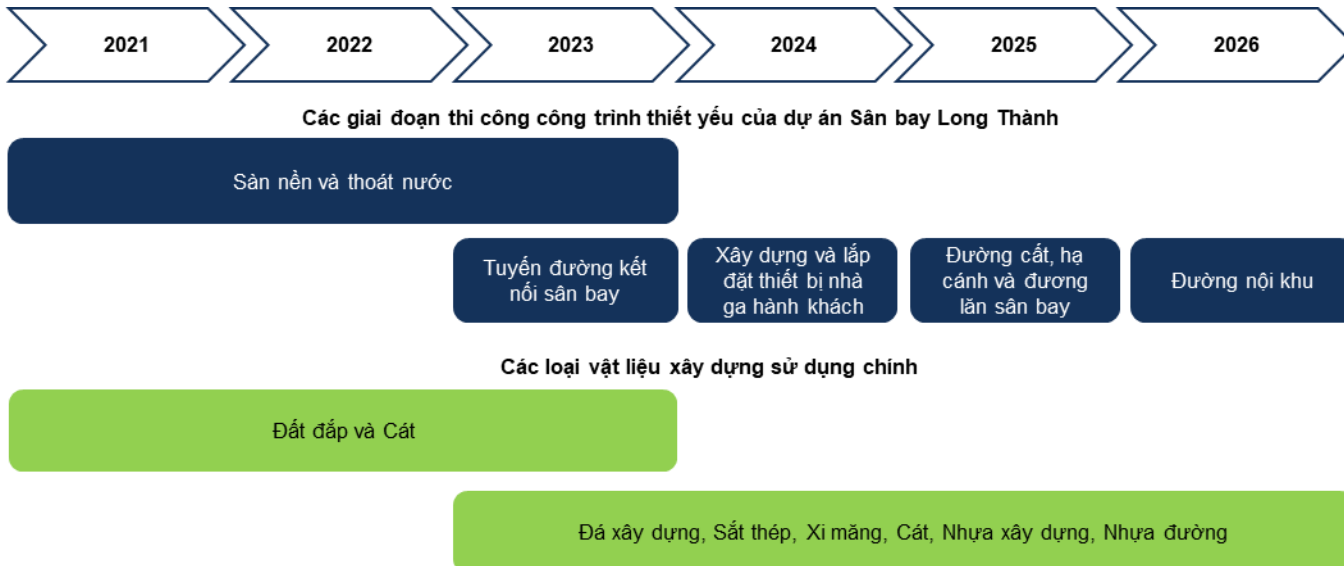 2021
2022
2023
2024
2025
2026
Các giai đoạn thi công công trình thiết yếu của dự án Sân bay Long Thành
Sàn nền và thoát nước
Tuyến đường kết
nối sân bay
Xây dựng và lắp
đặt thiết bị nhà
ga hành khách
Đường cất, hạ
cánh và đương
lăn sân bay
Đường nội khu
Các loại vật liệu xây dựng sử dụng chính
Đất đắp và Cát
Đá xây dựng, Sắt thép, Xi măng, Cát, Nhựa xây dựng, Nhựa đường